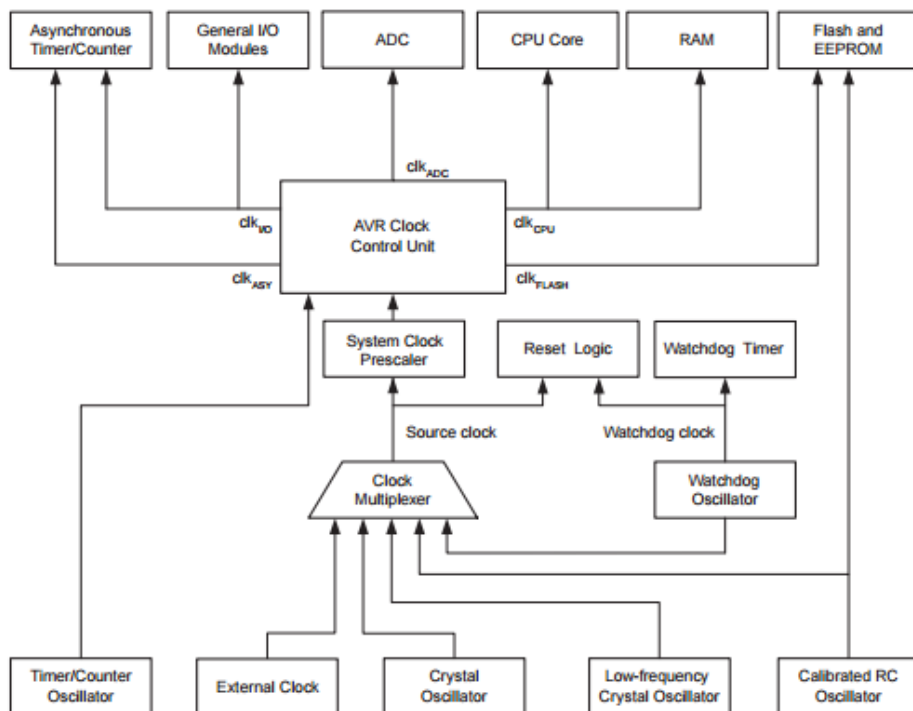 Asynchronous
Timer/Counter
General I/O
Modules
ADC
CPU Core
RAM
Flash and
EEPROM
clkADC
clkI/O
AVR Clock
Control Unit
clkCPU
clkASY
clkFLASH
System Clock
Prescaler
Reset Logic
Watchdog Timer
Source clock
Watchdog clock
Clock
Multiplexer
Watchdog
Oscillator
Timer/Counter
Oscillator
External Clock
Crystal
Oscillator
Low-frequency
Crystal Oscillator
Calibrated RC
Oscillator